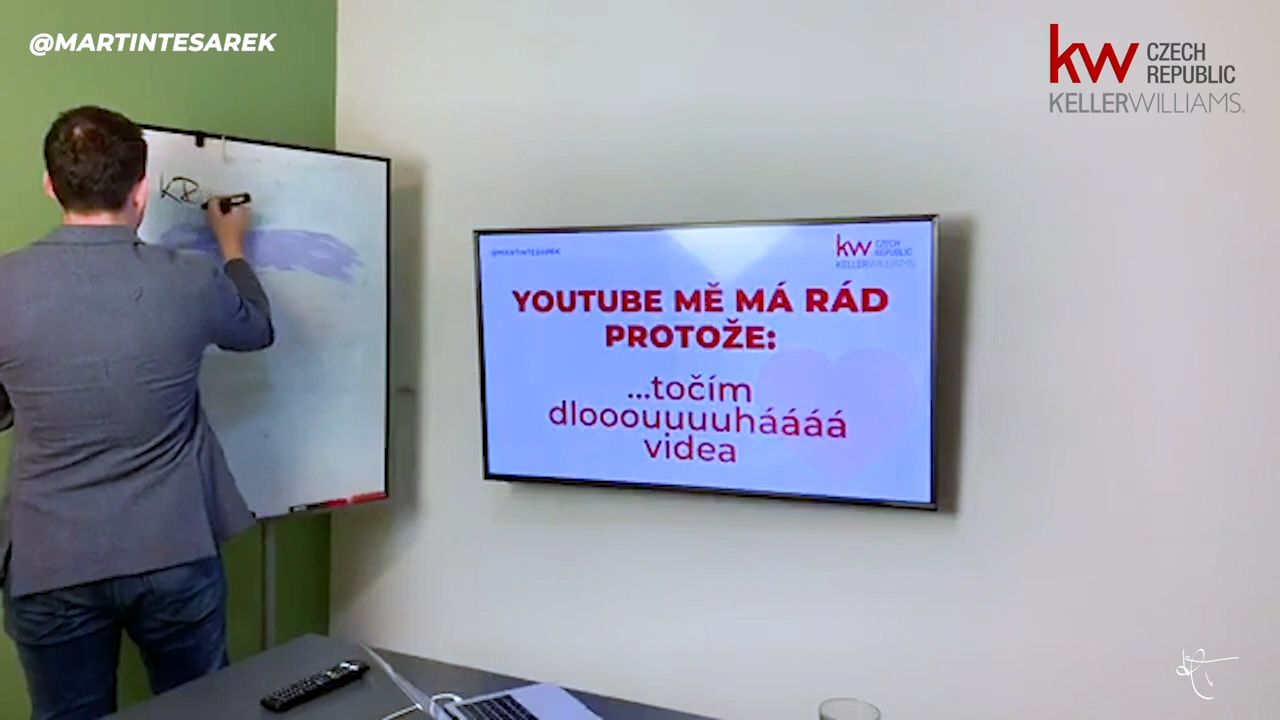 @MARTINTESAREK
kw CZECH
REPUBLIC
KELLERWILLIAMS
@MARTINTESAREK
kw CZECH
REPUBLIC
KELLERWILLIAMS
YOUTUBE MĚ MÁ RÁD
PROTOŽE:
...točím
dlooouuuuháááá
videa